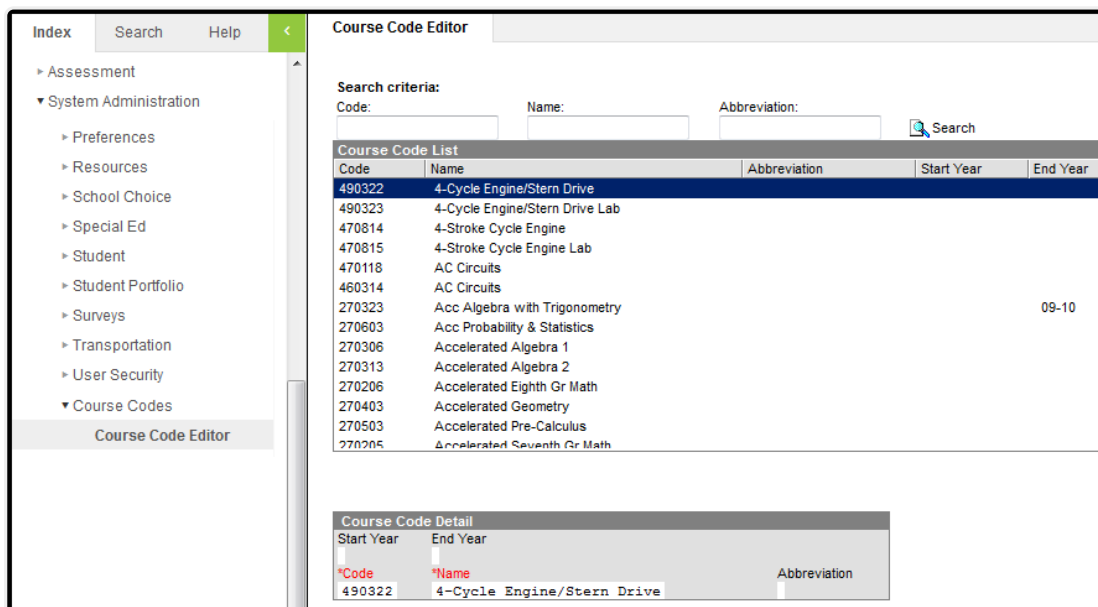 Index Search Help <
Assessment
System Administration
Preferences
Resources
School Choice
Special Ed
Student
Student Portfolio
Surveys
Transportation
User Security
Course Codes
Course Code Editor
Course Code Editor
Search criteria:
Code: Name: Abbreviation:
Search
Course Code List
Code Name Abbreviation Start Year End Year
490322 4-Cycle Engine/Stern Drive
490323 4-Cycle Engine/Stern Drive Lab
470814 4-Stroke Cycle Engine
470815 4-Stroke Cycle Engine Lab
470118 AC Circuits
460314 AC Circuits
270323 Acc Algebra with Trigonometry 09-10
270603 Acc Probability & Statistics
270306 Accelerated Algebra 1
270313 Accelerated Algebra 2
270206 Accelerated Eighth Gr Math
270403 Accelerated Geometry
270503 Accelerated Pre-Calculus
270205 Accelerated Seventh Gr Math
Course Code Detail
Start Year End Year
*Code *Name Abbreviation
490322 4-Cycle Engine/Stern Drive